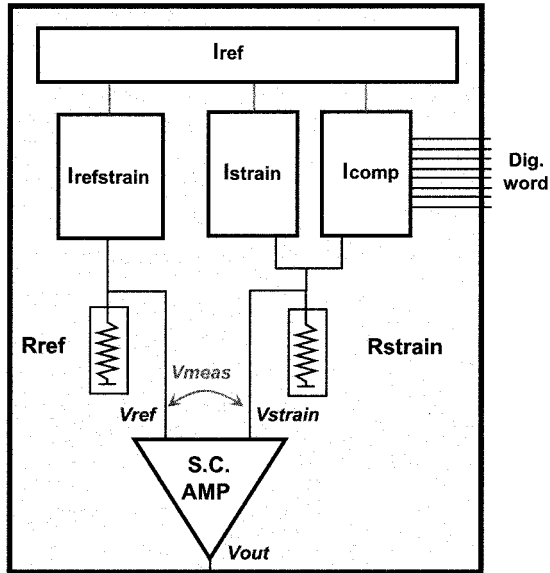 Iref
Irefstrain
Istrain
Icomp
Dig.
word
Rref
Rstrain
Vmeas
Vref
Vstrain
S.C.
AMP
Vout